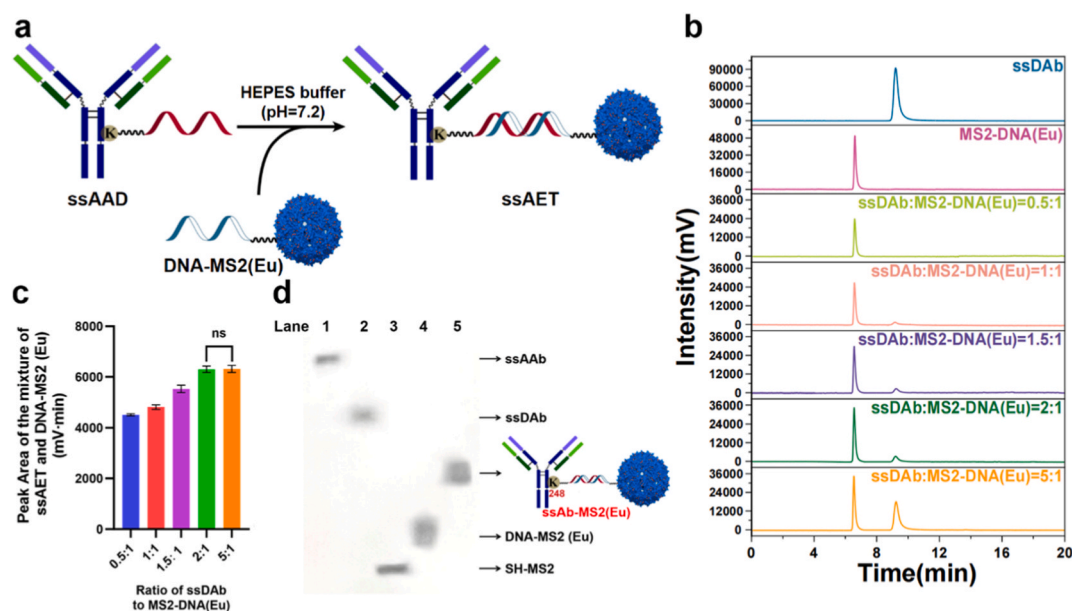 a
HEPES buffer
(pH=7.2)
K
K
ssAAD
ssAET
DNA-MS2(Eu)
b
ssDAb
MS2-DNA(Eu)
ssDAb:MS2-DNA(Eu)=0.5:1
ssDAb:MS2-DNA(Eu)=1:1
ssDAb:MS2-DNA(Eu)=1.5:1
ssDAb:MS2-DNA(Eu)=2:1
ssDAb:MS2-DNA(Eu)=5:1
90000
60000
30000
0
48000
32000
16000
0
36000
24000
12000
0
36000
24000
12000
0
36000
24000
12000
0
36000
24000
12000
0
36000
24000
12000
0
Intensity(mV)
0 4 8 12 16 20
Time(min)
c
Peak Area of the mixture of
ssAET and DNA-MS2 (Eu)
(mV·min)
8000
6000
4000
2000
0
ns
0.5:1
1:1
1.5: 1
2:1
5:1
Ratio of ssDAb
to MS2-DNA(Eu)
d
Lane 1 2 3 4 5
ssAAb
ssDAb
K
248
ssAb-MS2(Eu)
DNA-MS2 (Eu)
SH-MS2